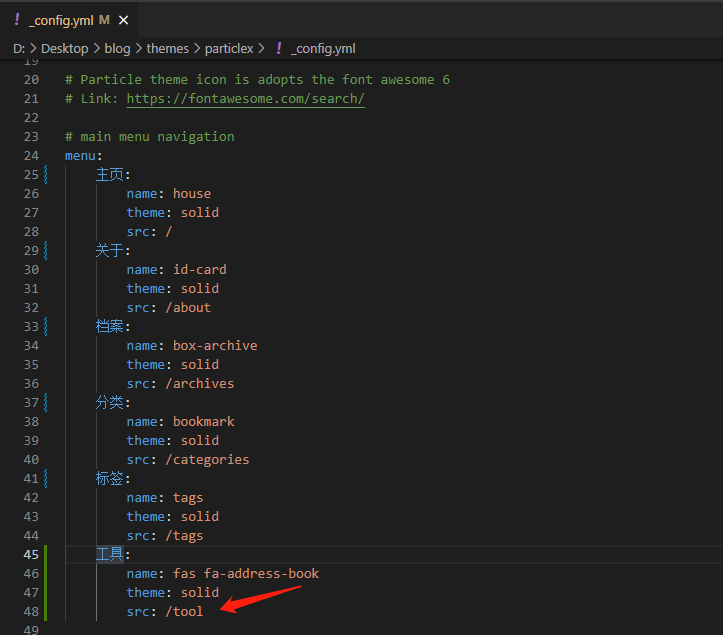 ! _config.yml M ×
D: > Desktop > blog > themes > particlex > ! _config.yml
19
20 # Particle theme icon is adopts the font awesome 6
21 # Link: https://fontawesome.com/search/
22
23 # main menu navigation
24 menu:
25 主页:
26 name: house
27 theme: solid
28 src: /
29 关于:
30 name: id-card
31 theme: solid
32 src: /about
33 档案:
34 name: box-archive
35 theme: solid
36 src: /archives
37 分类:
38 name: bookmark
39 theme: solid
40 src: /categories
41 标签:
42 name: tags
43 theme: solid
44 src: /tags
45 工具:
46 name: fas fa-address-book
47 theme: solid
48 src: /tool
49